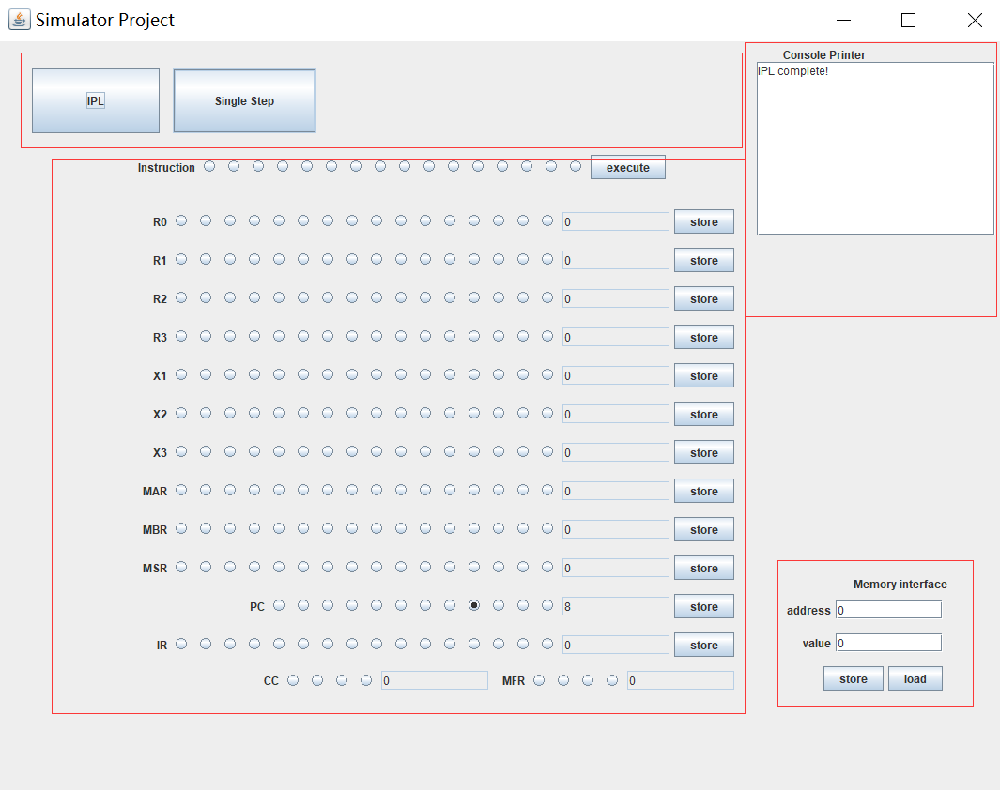 Simulator Project
IPL
Single Step
Console Printer
IPL complete!
Instruction execute
R0 0 store
R1 0 store
R2 0 store
R3 0 store
X1 0 store
X2 0 store
X3 0 store
MAR 0 store
MBR 0 store
MSR 0 store
PC 8 store
IR 0 store
CC 0 MFR 0
Memory interface
address 0
value 0
store load